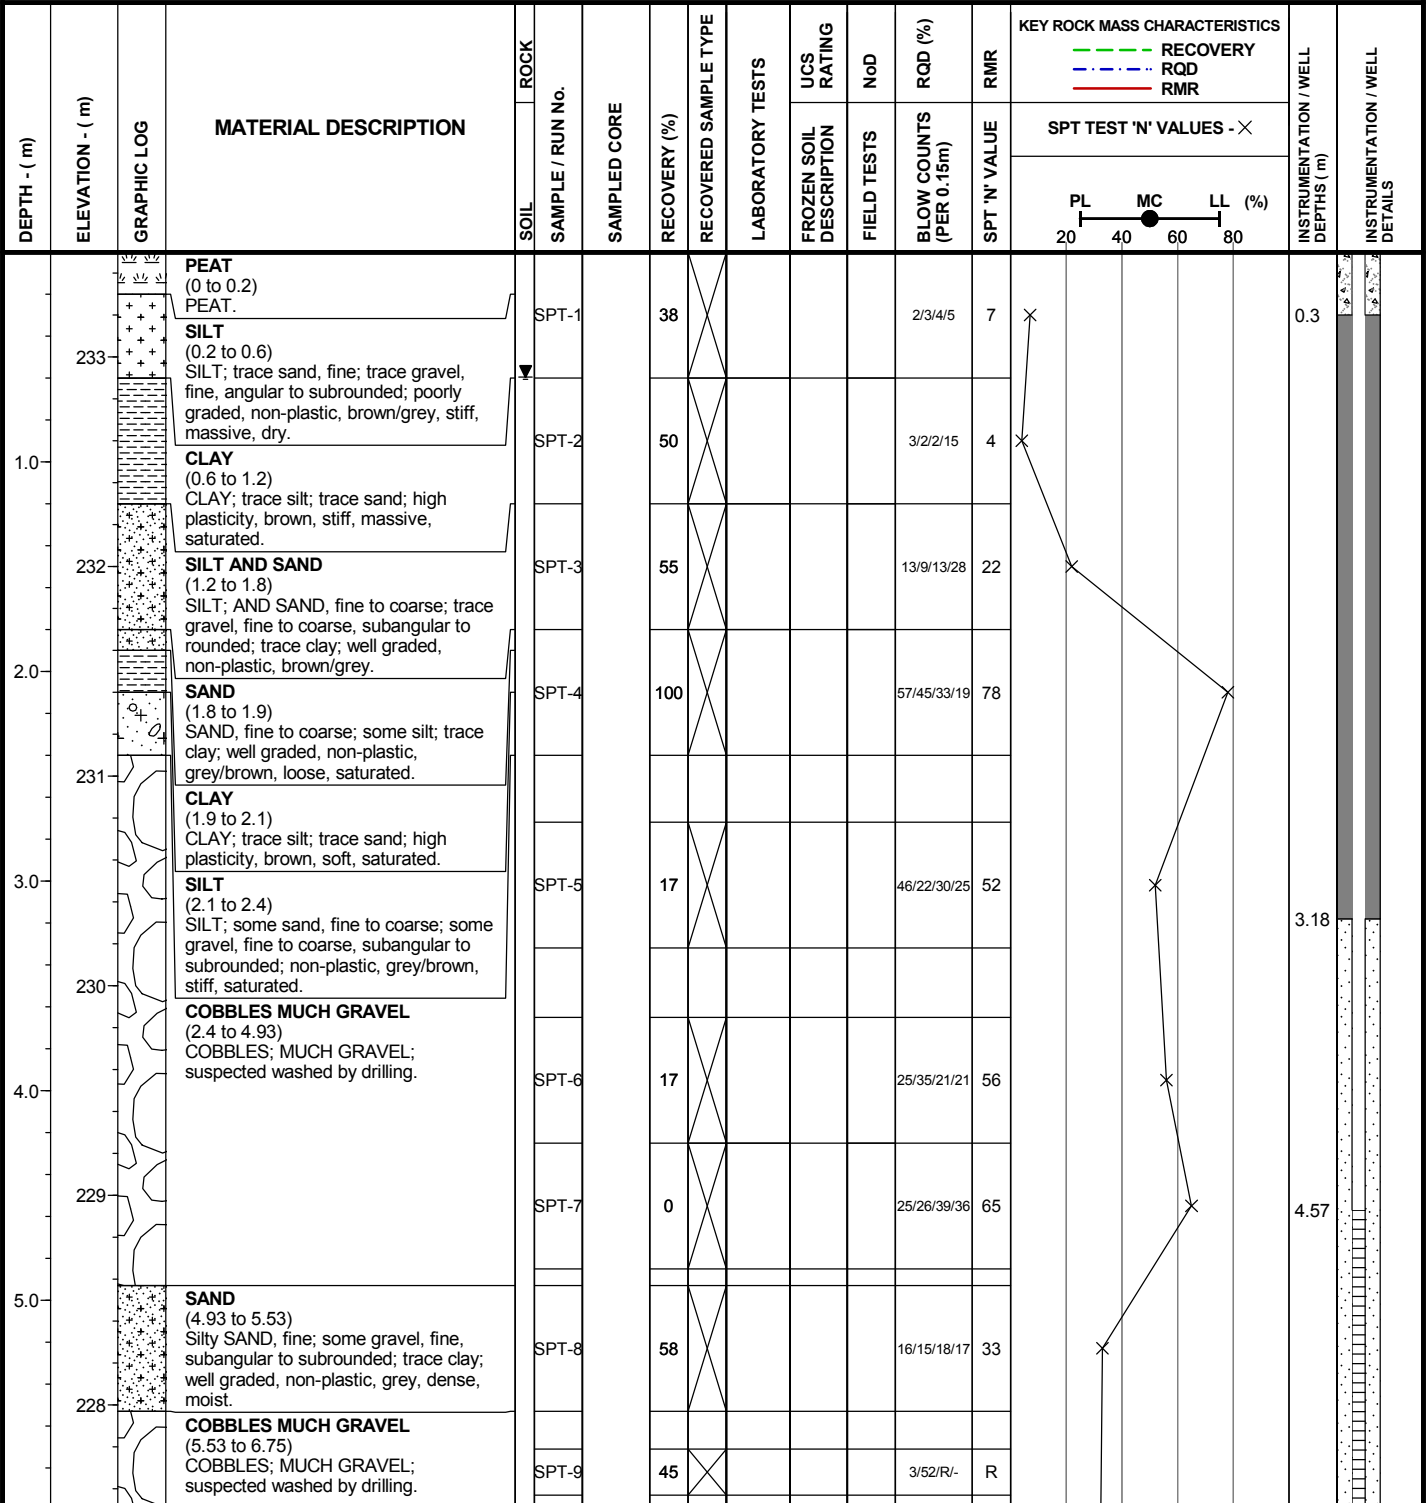 DEPTH - ( m)
ELEVATION - ( m)
GRAPHIC LOG
MATERIAL DESCRIPTION
SOIL
ROCK
SAMPLE / RUN No.
SAMPLED CORE
RECOVERY (%)
RECOVERED SAMPLE TYPE
LABORATORY TESTS
UCS
RATING
FROZEN SOIL
DESCRIPTION
NoD
FIELD TESTS
RQD (%)
BLOW COUNTS
(PER 0.15m)
RMR
SPT 'N' VALUE
KEY ROCK MASS CHARACTERISTICS
RECOVERY
RQD
RMR
SPT TEST 'N' VALUES - ×
PL MC LL (%)
20 40 60 80
INSTRUMENTATION / WELL
DEPTHS ( m)
INSTRUMENTATION / WELL
DETAILS
1.0
2.0
3.0
4.0
5.0
233
232
231
230
229
228
PEAT
(0 to 0.2)
PEAT.
SILT
(0.2 to 0.6)
SILT; trace sand, fine; trace gravel,
fine, angular to subrounded; poorly
graded, non-plastic, brown/grey, stiff,
massive, dry.
CLAY
(0.6 to 1.2)
CLAY; trace silt; trace sand; high
plasticity, brown, stiff, massive,
saturated.
SILT AND SAND
(1.2 to 1.8)
SILT; AND SAND, fine to coarse; trace
gravel, fine to coarse, subangular to
rounded; trace clay; well graded,
non-plastic, brown/grey.
SAND
(1.8 to 1.9)
SAND, fine to coarse; some silt; trace
clay; well graded, non-plastic,
grey/brown, loose, saturated.
CLAY
(1.9 to 2.1)
CLAY; trace silt; trace sand; high
plasticity, brown, soft, saturated.
SILT
(2.1 to 2.4)
SILT; some sand, fine to coarse; some
gravel, fine to coarse, subangular to
subrounded; non-plastic, grey/brown,
stiff, saturated.
COBBLES MUCH GRAVEL
(2.4 to 4.93)
COBBLES; MUCH GRAVEL;
suspected washed by drilling.
SAND
(4.93 to 5.53)
Silty SAND, fine; some gravel, fine,
subangular to subrounded; trace clay;
well graded, non-plastic, grey, dense,
moist.
COBBLES MUCH GRAVEL
(5.53 to 6.75)
COBBLES; MUCH GRAVEL;
suspected washed by drilling.
SPT-1 38 2/3/4/5 7
SPT-2 50 3/2/2/15 4
SPT-3 55 13/9/13/28 22
SPT-4 100 57/45/33/19 78
SPT-5 17 46/22/30/25 52
SPT-6 17 25/35/21/21 56
SPT-7 0 25/26/39/36 65
SPT-8 58 16/15/18/17 33
SPT-9 45 3/52/R/- R
0.3
3.18
4.57